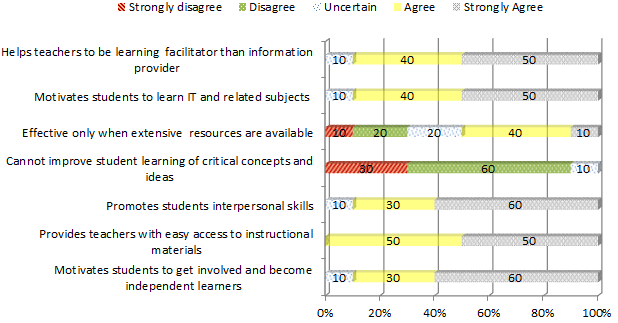 Strongly disagree Disagree Uncertain Agree Strongly Agree
Helps teachers to be learning facilitator than information
provider
10 40 50
Motivates students to learn IT and related subjects
10 40 50
Effective only when extensive resources are available
10 20 20 40 10
Cannot improve student learning of critical concepts and
ideas
30 60 10
Promotes students interpersonal skills
10 30 60
Provides teachers with easy access to instructional
materials
50 50
Motivates students to get involved and become
independent learners
10 30 60
0% 20% 40% 60% 80% 100%